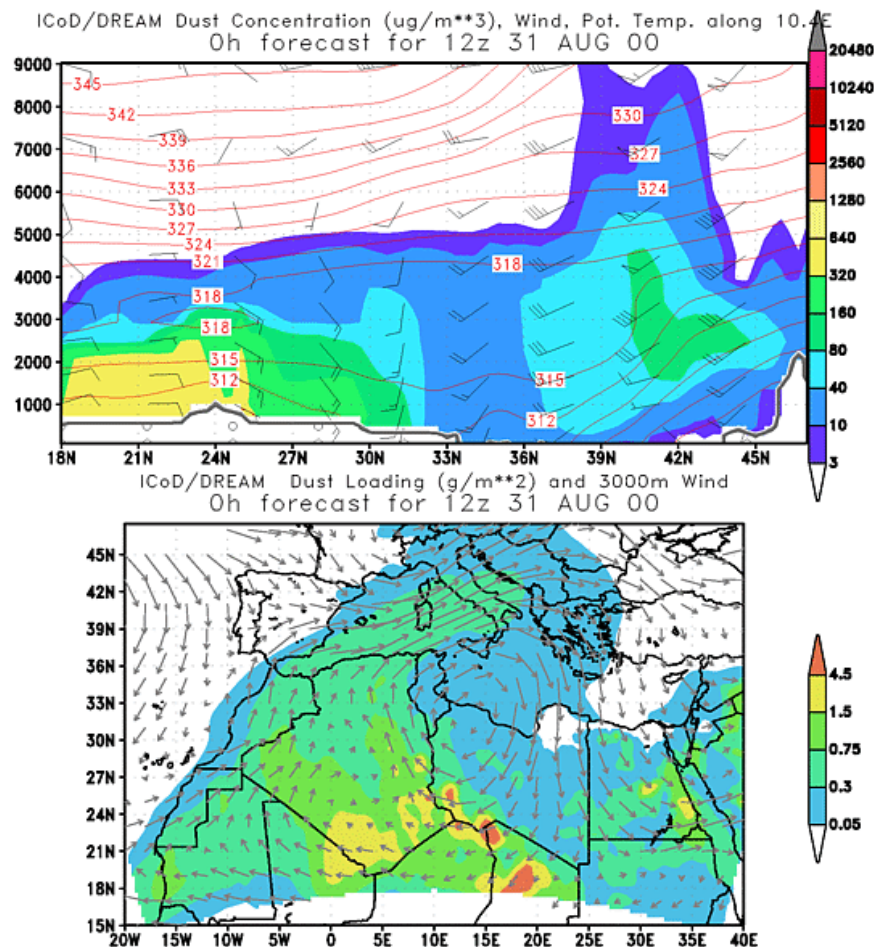 ICoD/DREAM Dust Concentration (ug/m**3), Wind, Pot. Temp. along 10.4E
0h forecast for 12z 31 AUG 00
9000
8000
7000
6000
5000
4000
3000
2000
1000
345
342
339
336
333
330
327
324
321
318
318
315
312
330
327
324
318
315
312
18N 21N 24N 27N 30N 33N 36N 39N 42N 45N
20480
10240
5120
2560
1280
640
320
160
80
40
10
3
ICoD/DREAM Dust Loading (g/m**2) and 3000m Wind
0h forecast for 12z 31 AUG 00
45N
42N
39N
36N
33N
30N
27N
24N
21N
18N
15N
20W 15W 10W 5W 0 5E 10E 15E 20E 25E 30E 35E 40E
4.5
1.5
0.75
0.3
0.05